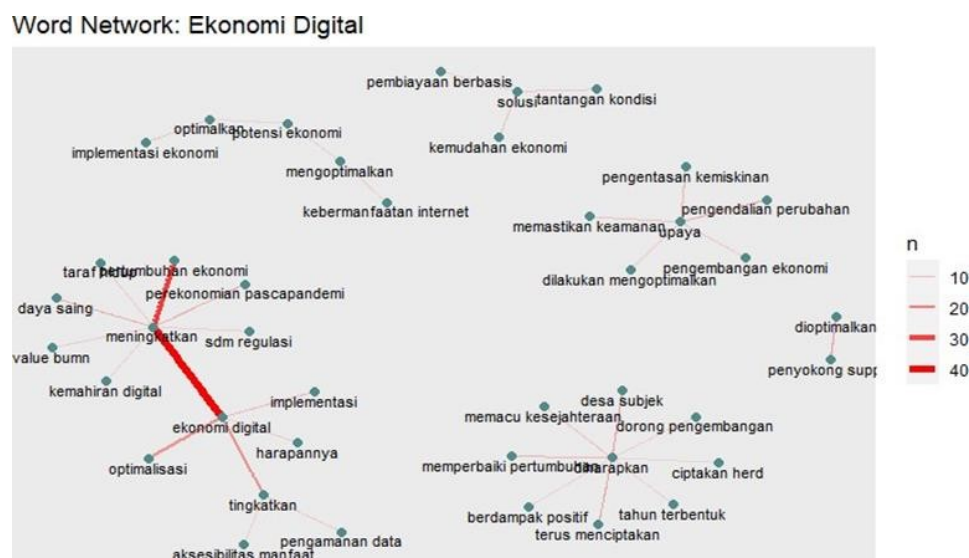 Word Network: Ekonomi Digital
pembiayaan berbasis
solusi
tantangan kondisi
kemudahan ekonomi
optimalkan
potensi ekonomi
implementasi ekonomi
mengoptimalkan
kebermanfaatan internet
pengentasan kemiskinan
pengendalian perubahan
memastikan keamanan
upaya
pengembangan ekonomi
dilakukan mengoptimalkan
taraf hidup
pertumbuhan ekonomi
perekonomian pascapandemi
daya saing
meningkatkan
sdm regulasi
value bumn
kemahiran digital
dioptimalkan
penyokong supp
implementasi
ekonomi digital
harapannya
optimalisasi
tingkatkan
pengamanan data
aksesibilitas manfaat
desa subjek
memacu kesejahteraan
dorong pengembangan
memperbaiki pertumbuhan
diharapkan
ciptakan herd
berdampak positif
tahun terbentuk
terus menciptakan
n
10
20
30
40